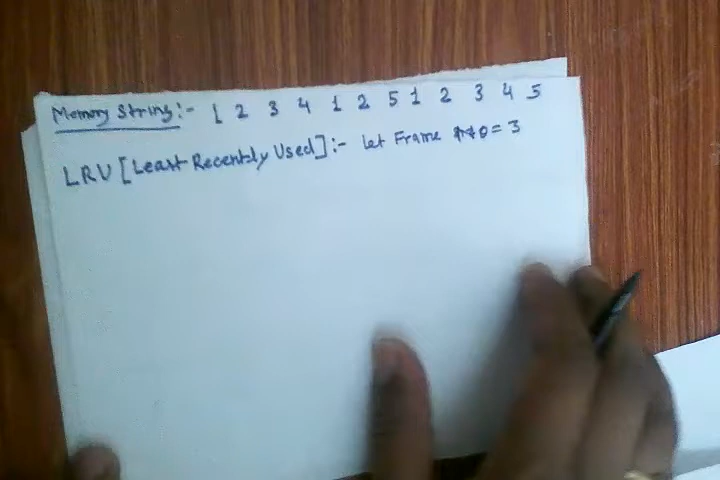 Memory String:- 1 2 3 4 1 2 5 1 2 3 4 5
LRU [Least Recently Used]:- let Frame No = 3